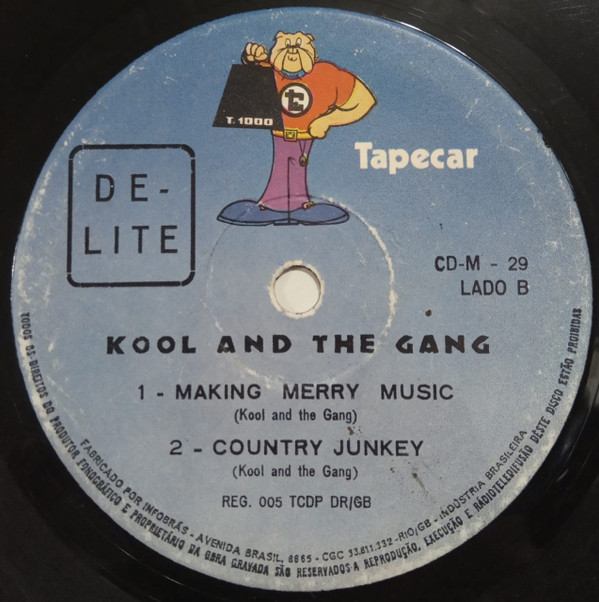 T. 1000
Tapecar
DE-
LITE
CD-M - 29
LADO B
KOOL AND THE GANG
1 - MAKING MERRY MUSIC
(Kool and the Gang)
2 - COUNTRY JUNKEY
(Kool and the Gang)
REG. 005 TCDP DR/GB
FABRICADO POR INFOBRÁS - AVENIDA BRASIL, 8865 - CGC 33.811.332 - RIO/GB - INDÚSTRIA BRASILEIRA
TODOS OS DIREITOS DO PRODUTOR FONOGRÁFICO E PROPRIETÁRIO DA OBRA GRAVADA SÃO RESERVADOS A REPRODUÇÃO, EXECUÇÃO E RÁDIOTELEDIFUSÃO DÊSTE DISCO ESTÃO PROIBIDAS